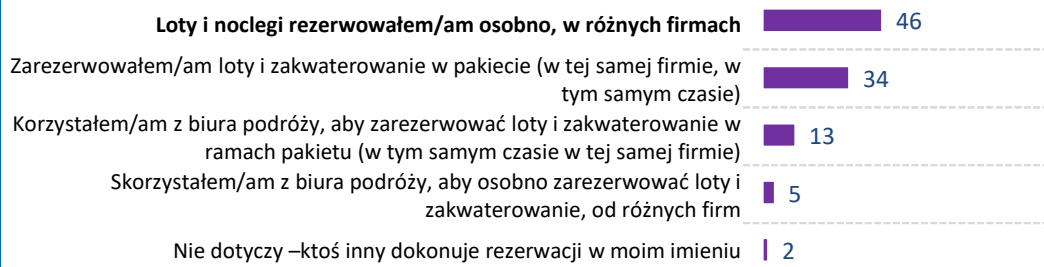 Loty i noclegi rezerwowałem/am osobno, w różnych firmach 46
Zarezerwowałem/am loty i zakwaterowanie w pakiecie (w tej samej firmie, w
tym samym czasie) 34
Korzystałem/am z biura podróży, aby zarezerwować loty i zakwaterowanie w
ramach pakietu (w tym samym czasie w tej samej firmie) 13
Skorzystałem/am z biura podróży, aby osobno zarezerwować loty i
zakwaterowanie, od różnych firm 5
Nie dotyczy –ktoś inny dokonuje rezerwacji w moim imieniu 2